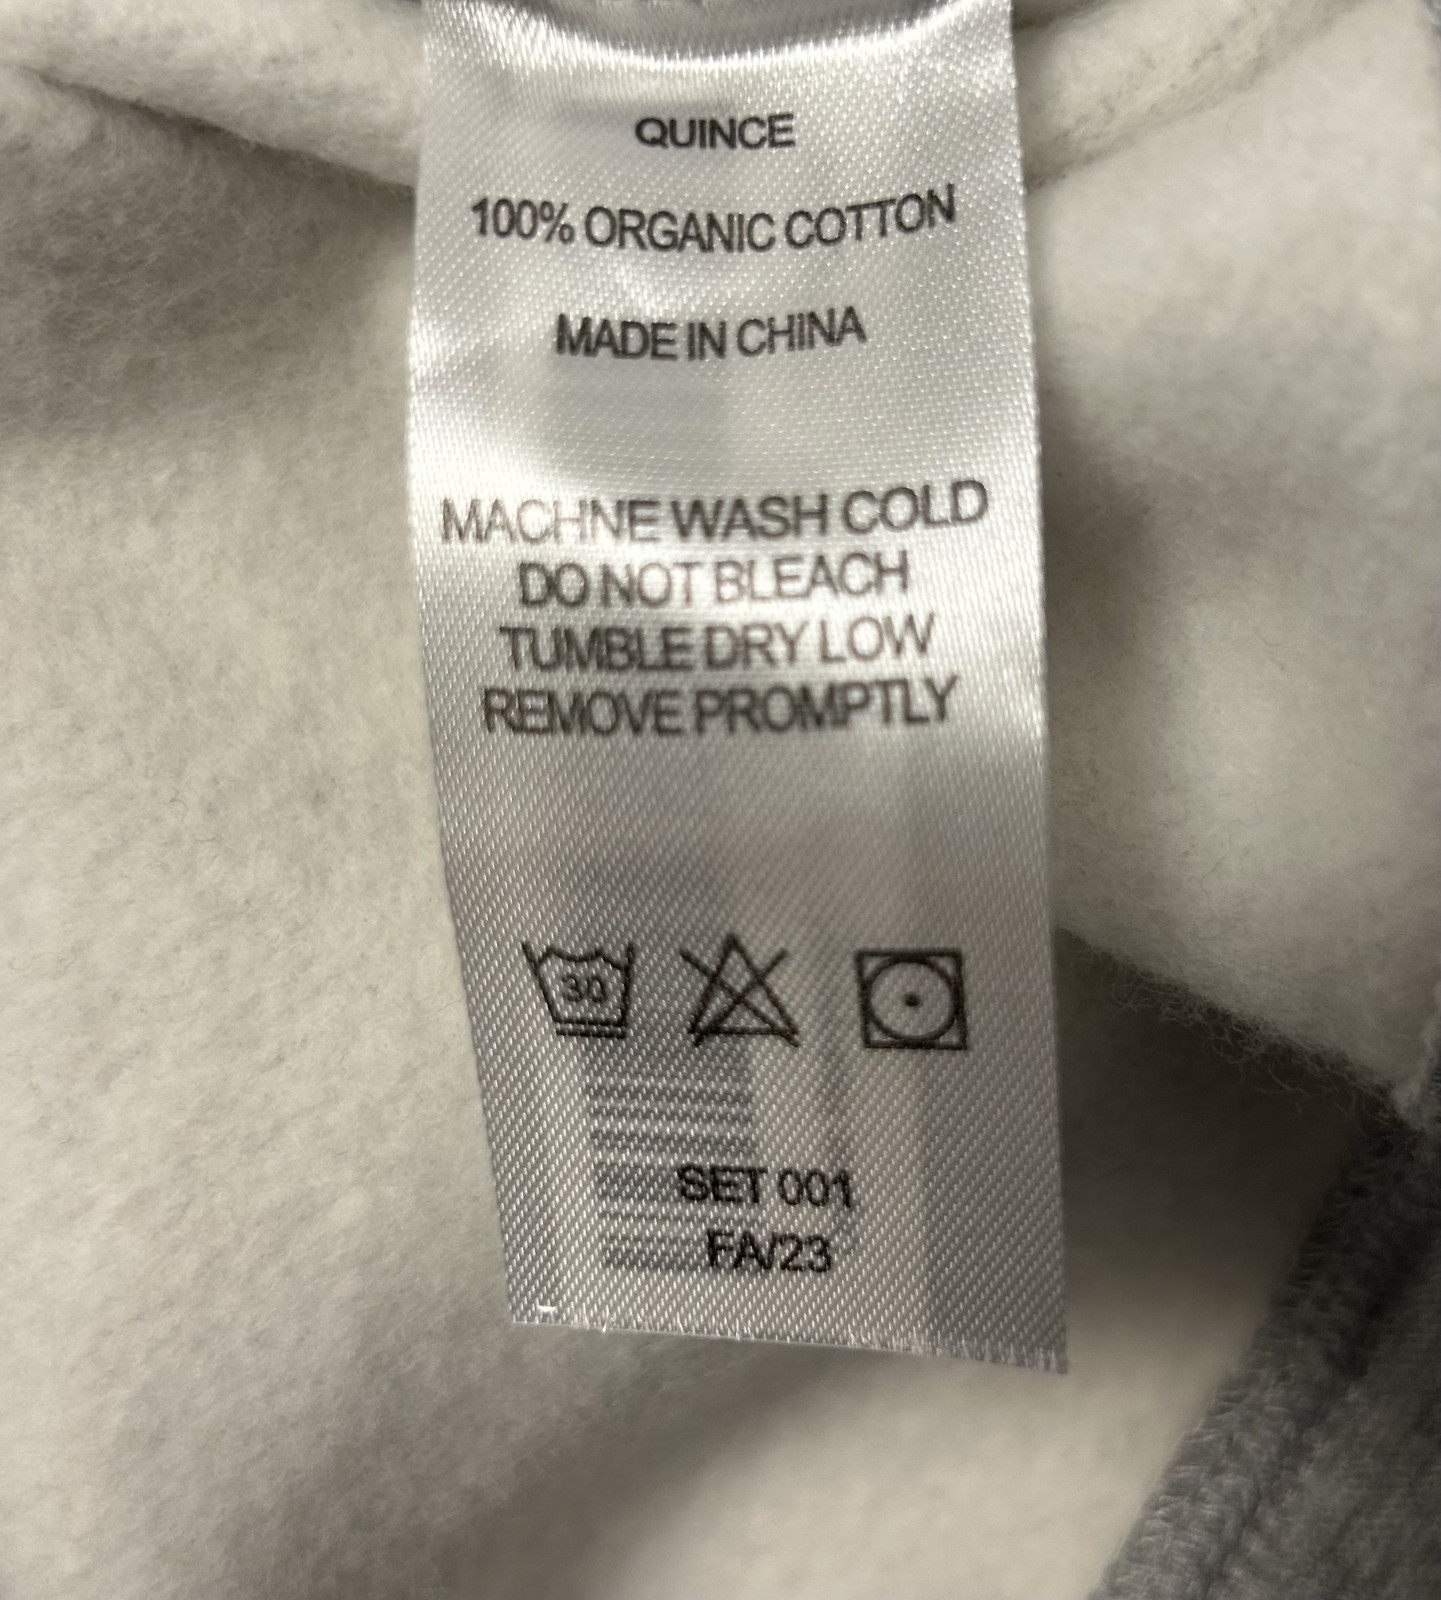 QUINCE
100% ORGANIC COTTON
MADE IN CHINA
MACHNE WASH COLD
DO NOT BLEACH
TUMBLE DRY LOW
REMOVE PROMPTLY
30
SET 001
FA/23